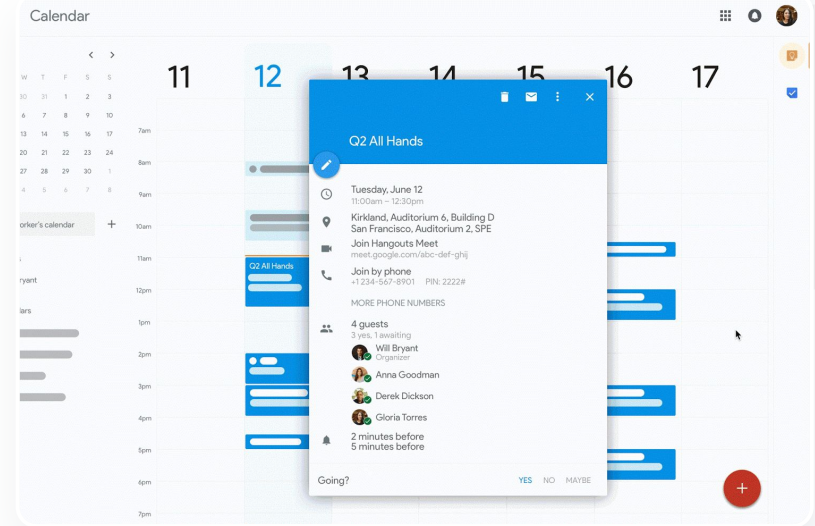 Calendar
W T F S S
30 31 1 2 3
6 7 8 9 10
13 14 15 16 17
20 21 22 23 24
27 28 29 30 1
4 5 6 7 8
orker's calendar +
ryant
lars
11 12 13 14 15 16 17
7am
8am
9am
10am
11am
12pm
1pm
2pm
3pm
4pm
5pm
6pm
7pm
Q2 All Hands
Q2 All Hands
Tuesday, June 12
11:00am – 12:30pm
Kirkland, Auditorium 6, Building D
San Francisco, Auditorium 2, SPE
Join Hangouts Meet
meet.google.com/abc-def-ghij
Join by phone
+1 234-567-8901 PIN: 2222#
MORE PHONE NUMBERS
4 guests
3 yes, 1 awaiting
Will Bryant
Organizer
Anna Goodman
Derek Dickson
Gloria Torres
2 minutes before
5 minutes before
Going? YES NO MAYBE